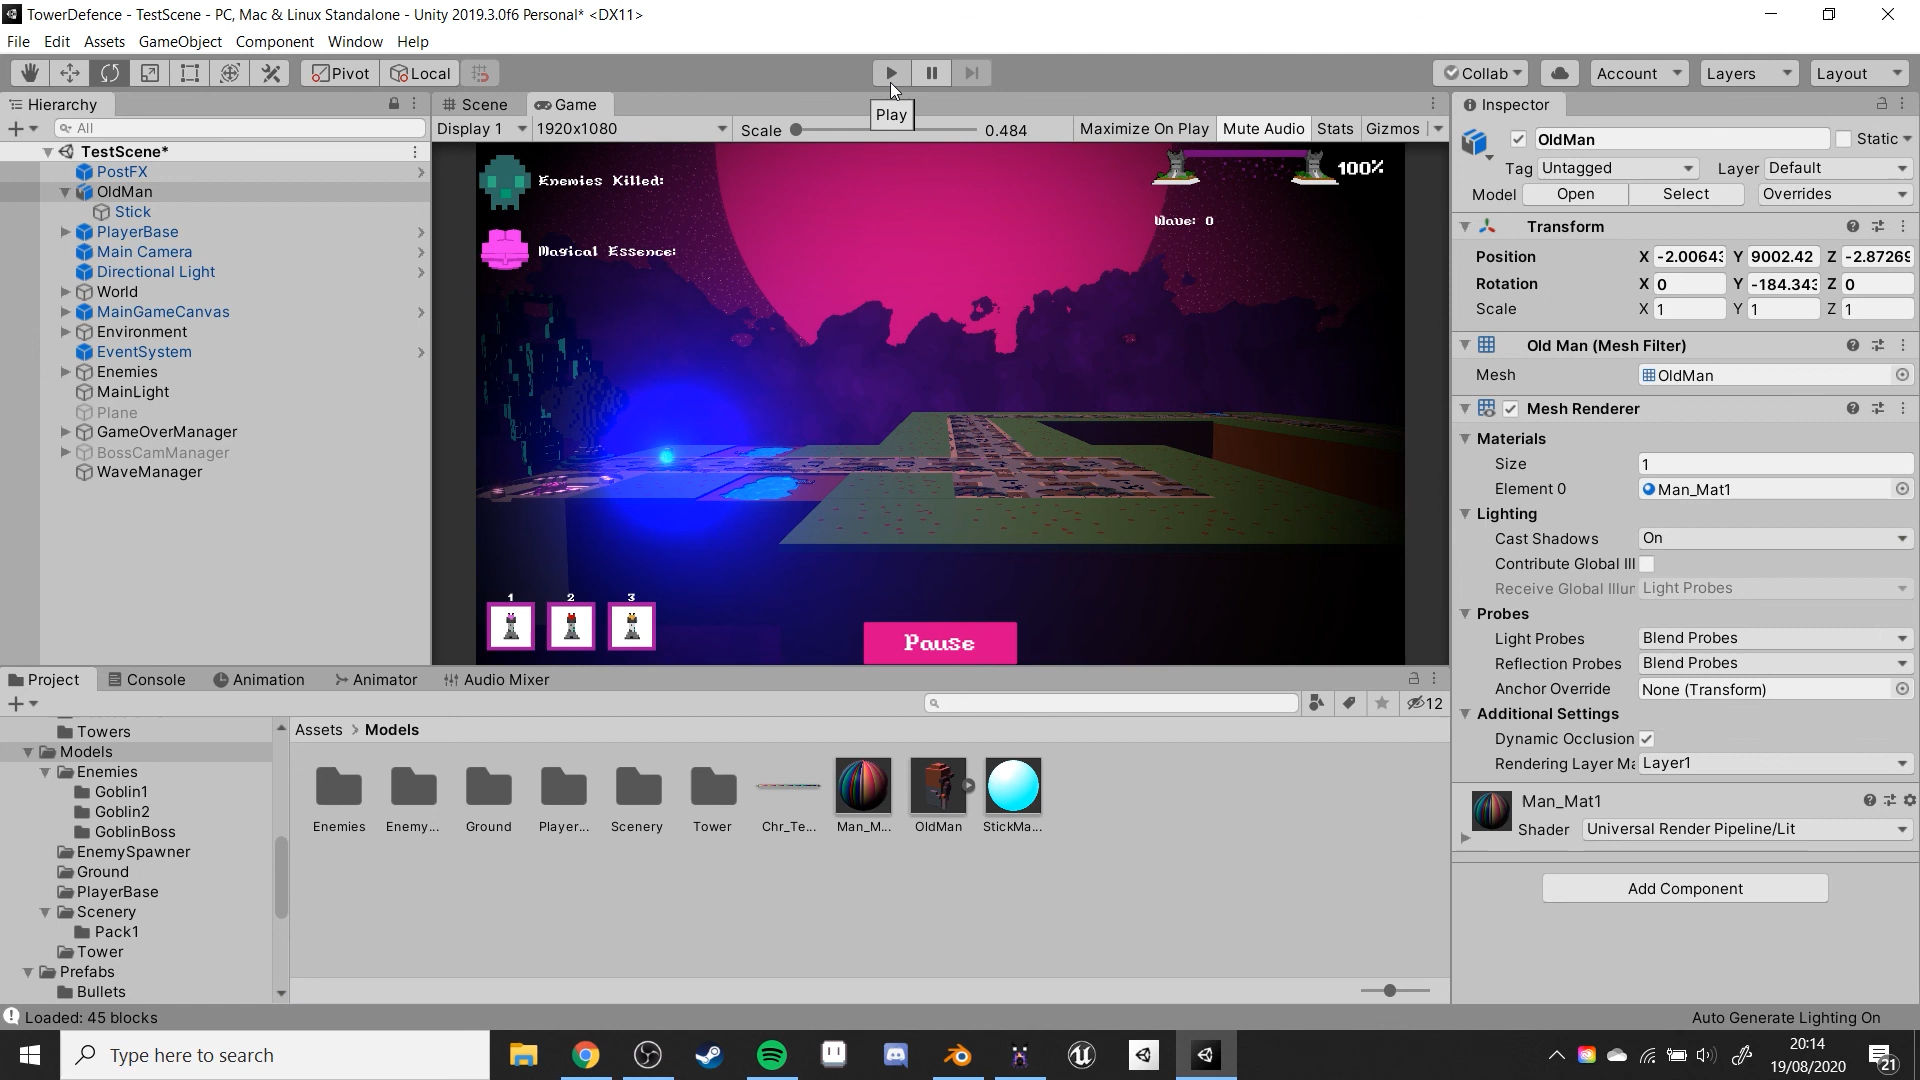 TowerDefence - TestScene - PC, Mac & Linux Standalone - Unity 2019.3.0f6 Personal* <DX11>
File Edit Assets GameObject Component Window Help
Pivot Local
Collab Account Layers Layout
Hierarchy
All
TestScene*
PostFX
OldMan
Stick
PlayerBase
Main Camera
Directional Light
World
MainGameCanvas
Environment
EventSystem
Enemies
MainLight
Plane
GameOverManager
BossCamManager
WaveManager
Scene Game
Play
Display 1 1920x1080 Scale 0.484 Maximize On Play Mute Audio Stats Gizmos
Enemies Killed:
Magical Essence:
100%
Wave: 0
1 2 3
Pause
Inspector
OldMan Static
Tag Untagged Layer Default
Model Open Select Overrides
Transform
Position X -2.0064 Y 9002.42 Z -2.8726
Rotation X 0 Y -184.34 Z 0
Scale X 1 Y 1 Z 1
Old Man (Mesh Filter)
Mesh OldMan
Mesh Renderer
Materials
Size 1
Element 0 Man_Mat1
Lighting
Cast Shadows On
Contribute Global Ill
Receive Global Illur Light Probes
Probes
Light Probes Blend Probes
Reflection Probes Blend Probes
Anchor Override None (Transform)
Additional Settings
Dynamic Occlusion
Rendering Layer Ma Layer1
Man_Mat1
Shader Universal Render Pipeline/Lit
Add Component
Project Console Animation Animator Audio Mixer
12
Towers
Models
Enemies
Goblin1
Goblin2
GoblinBoss
EnemySpawner
Ground
PlayerBase
Scenery
Pack1
Tower
Prefabs
Bullets
Assets > Models
Enemies Enemy... Ground Player... Scenery Tower Chr_Te... Man_M... OldMan StickMa...
Loaded: 45 blocks
Auto Generate Lighting On
Type here to search
20:14
19/08/2020
21